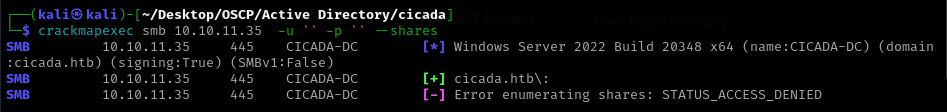 (kali㉿kali)-[~/Desktop/OSCP/Active Directory/cicada]
$ crackmapexec smb 10.10.11.35 -u '' -p '' --shares
SMB 10.10.11.35 445 CICADA-DC [*] Windows Server 2022 Build 20348 x64 (name:CICADA-DC) (domain
:cicada.htb) (signing:True) (SMBv1:False)
SMB 10.10.11.35 445 CICADA-DC [+] cicada.htb\:
SMB 10.10.11.35 445 CICADA-DC [-] Error enumerating shares: STATUS_ACCESS_DENIED